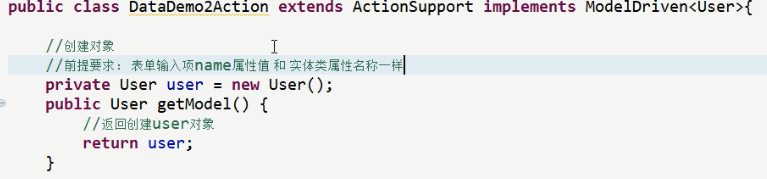 public class DataDemo2Action extends ActionSupport implements ModelDriven<User>{
//创建对象
//前提要求：表单输入项name属性值 和 实体类属性名称一样
private User user = new User();
public User getModel() {
//返回创建user对象
return user;
}